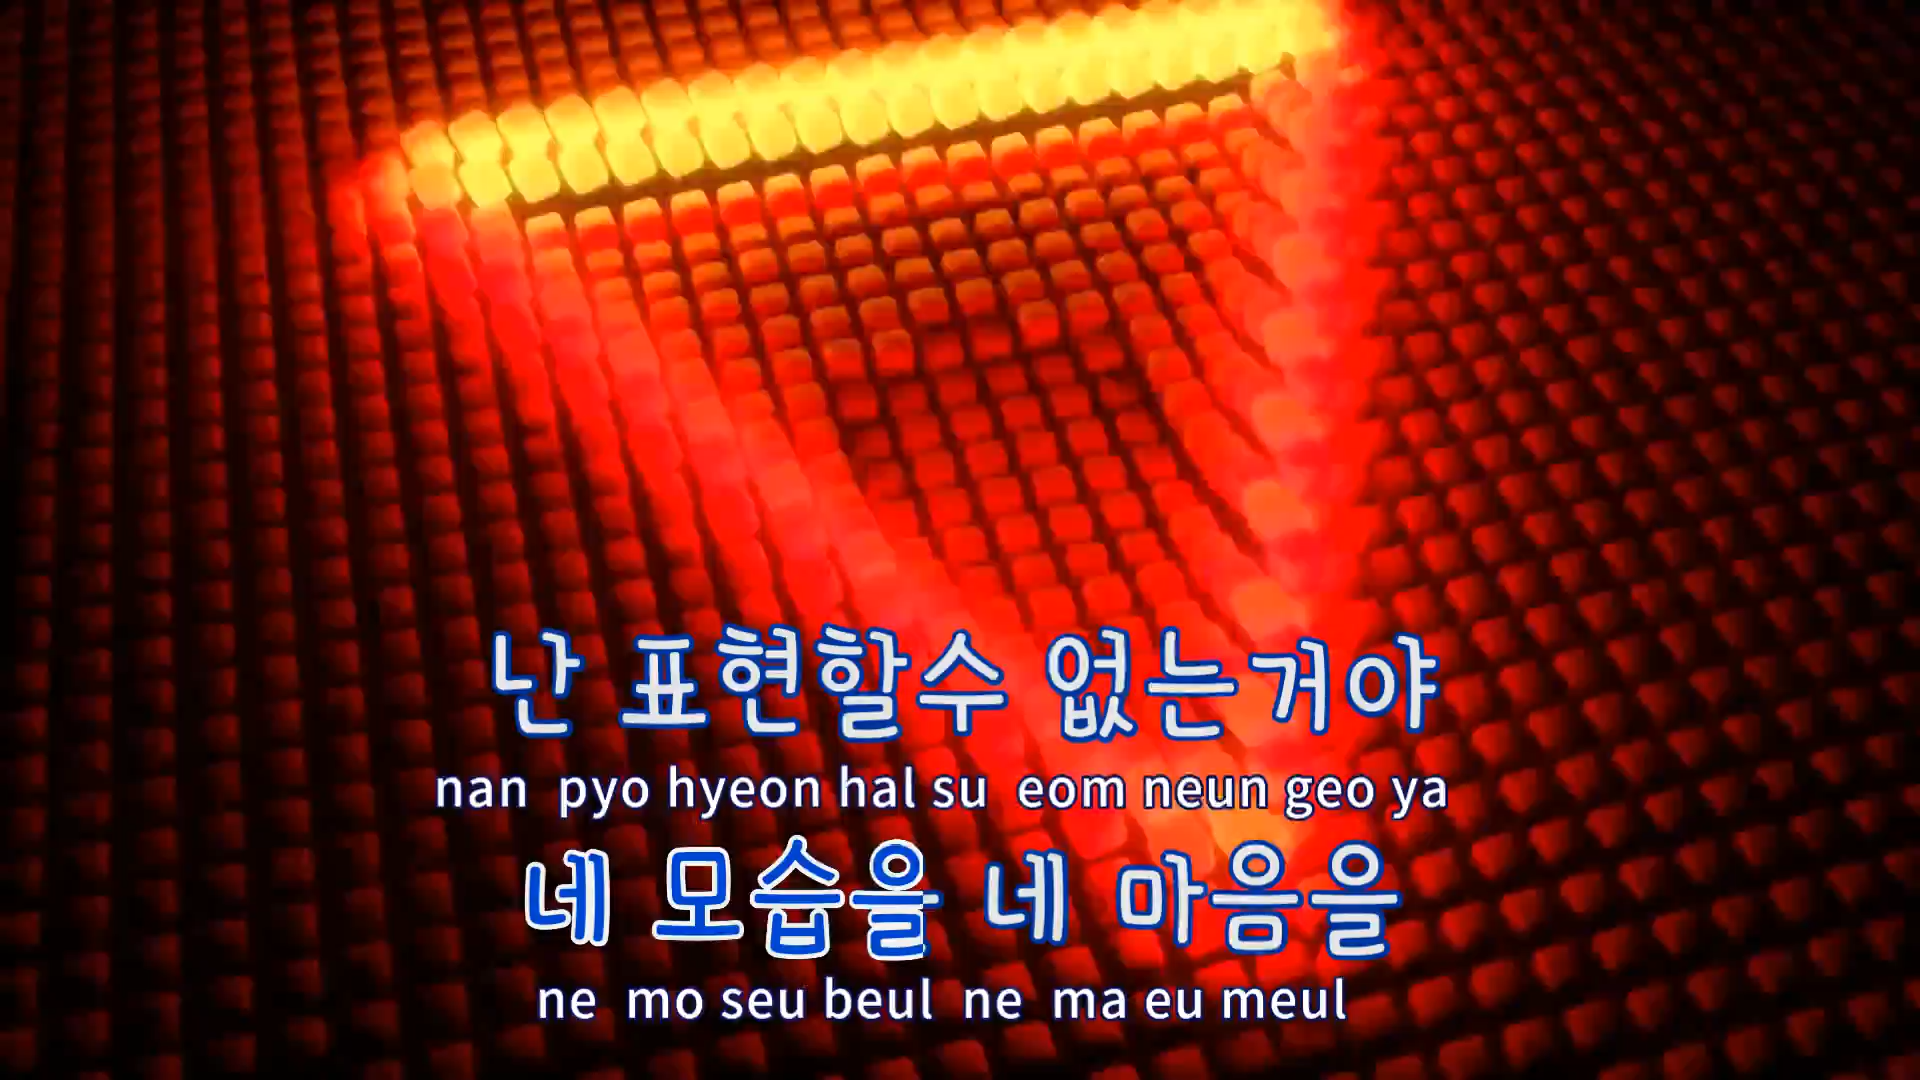 난 표현할수 없는거야
nan pyo hyeon hal su eom neun geo ya
네 모습을 네 마음을
ne mo seu beul ne ma eu meul